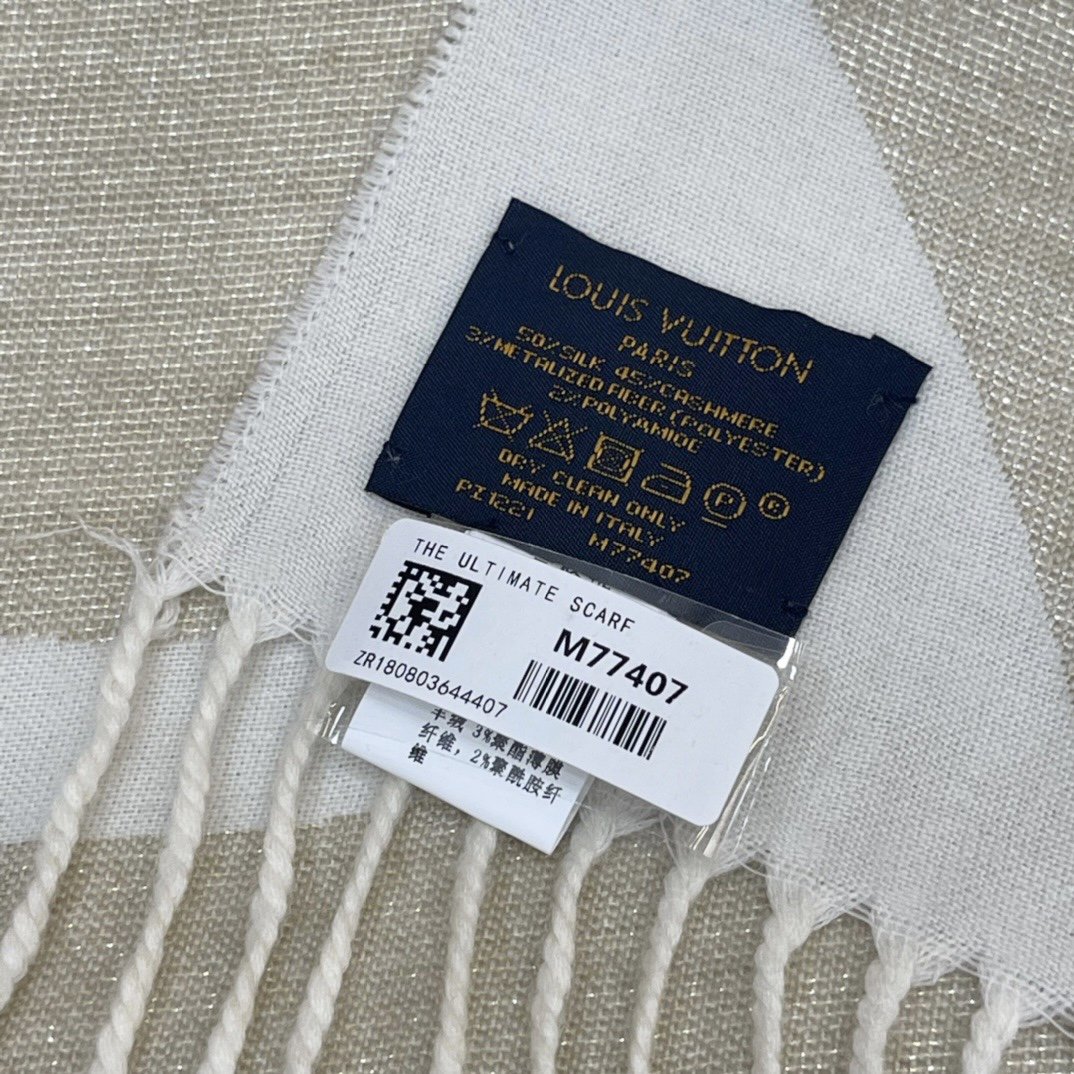 LOUIS VUITTON
PARIS
50%SILK 45%CASHMERE
3%METALIZED FIBER (POLYESTER)
2%POLYAMIDE
P ®
DRY CLEAN ONLY
MADE IN ITALY
PI1221 M77407
THE ULTIMATE SCARF
M77407
ZR180803644407
羊绒 3%聚酯薄膜
纤维，2%聚酰胺纤
维